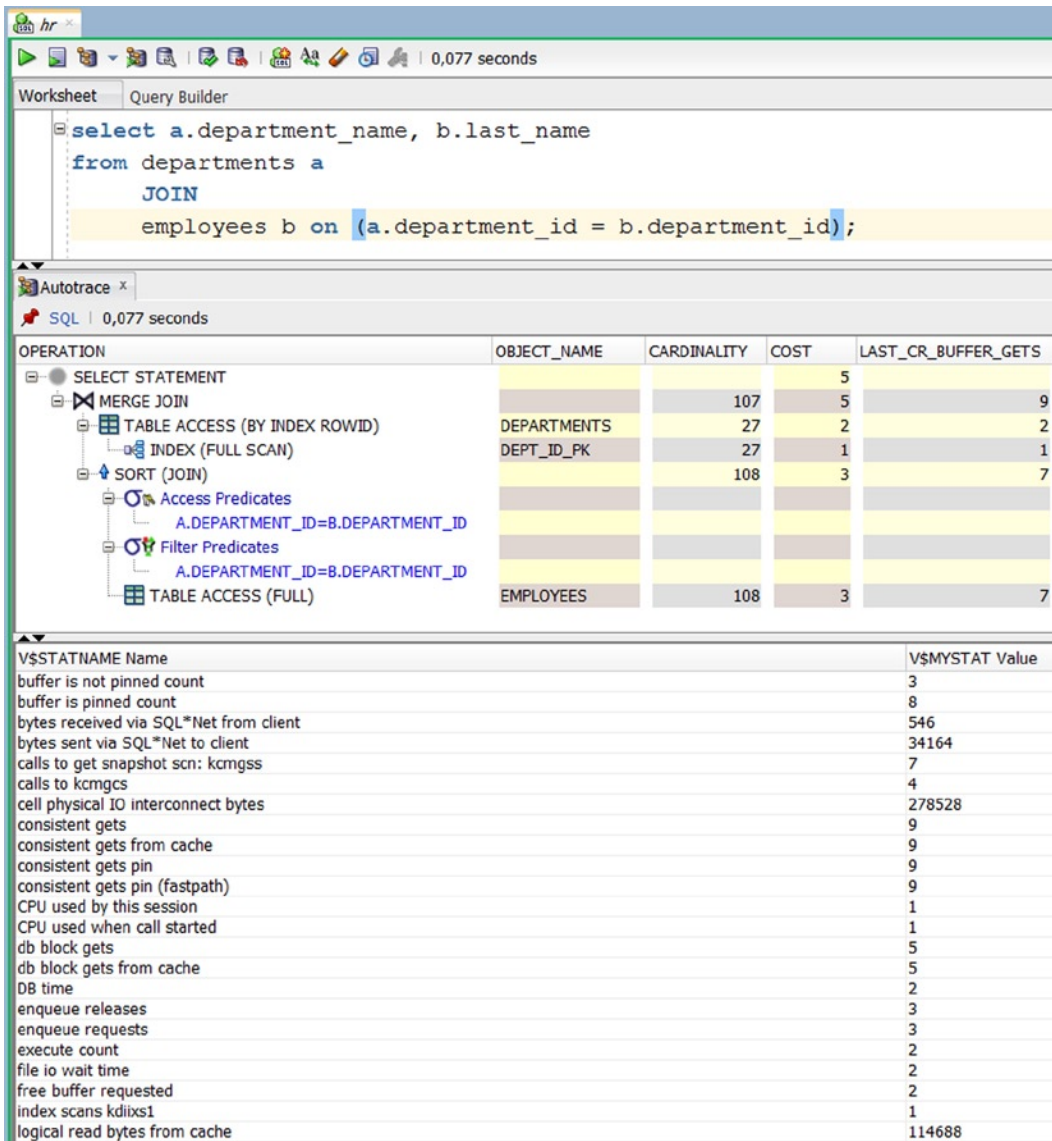 hr
0,077 seconds
Worksheet Query Builder
select a.department_name, b.last_name
from departments a
JOIN
employees b on (a.department_id = b.department_id);
Autotrace
SQL | 0,077 seconds
OPERATION OBJECT_NAME CARDINALITY COST LAST_CR_BUFFER_GETS
SELECT STATEMENT 5
MERGE JOIN 107 5 9
TABLE ACCESS (BY INDEX ROWID) DEPARTMENTS 27 2 2
INDEX (FULL SCAN) DEPT_ID_PK 27 1 1
SORT (JOIN) 108 3 7
Access Predicates
A.DEPARTMENT_ID=B.DEPARTMENT_ID
Filter Predicates
A.DEPARTMENT_ID=B.DEPARTMENT_ID
TABLE ACCESS (FULL) EMPLOYEES 108 3 7
V$STATNAME Name V$MYSTAT Value
buffer is not pinned count 3
buffer is pinned count 8
bytes received via SQL*Net from client 546
bytes sent via SQL*Net to client 34164
calls to get snapshot scn: kcmgss 7
calls to kcmgcs 4
cell physical IO interconnect bytes 278528
consistent gets 9
consistent gets from cache 9
consistent gets pin 9
consistent gets pin (fastpath) 9
CPU used by this session 1
CPU used when call started 1
db block gets 5
db block gets from cache 5
DB time 2
enqueue releases 3
enqueue requests 3
execute count 2
file io wait time 2
free buffer requested 2
index scans kdiixs1 1
logical read bytes from cache 114688